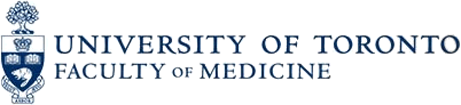 UNIVERSITY OF TORONTO
FACULTY OF MEDICINE